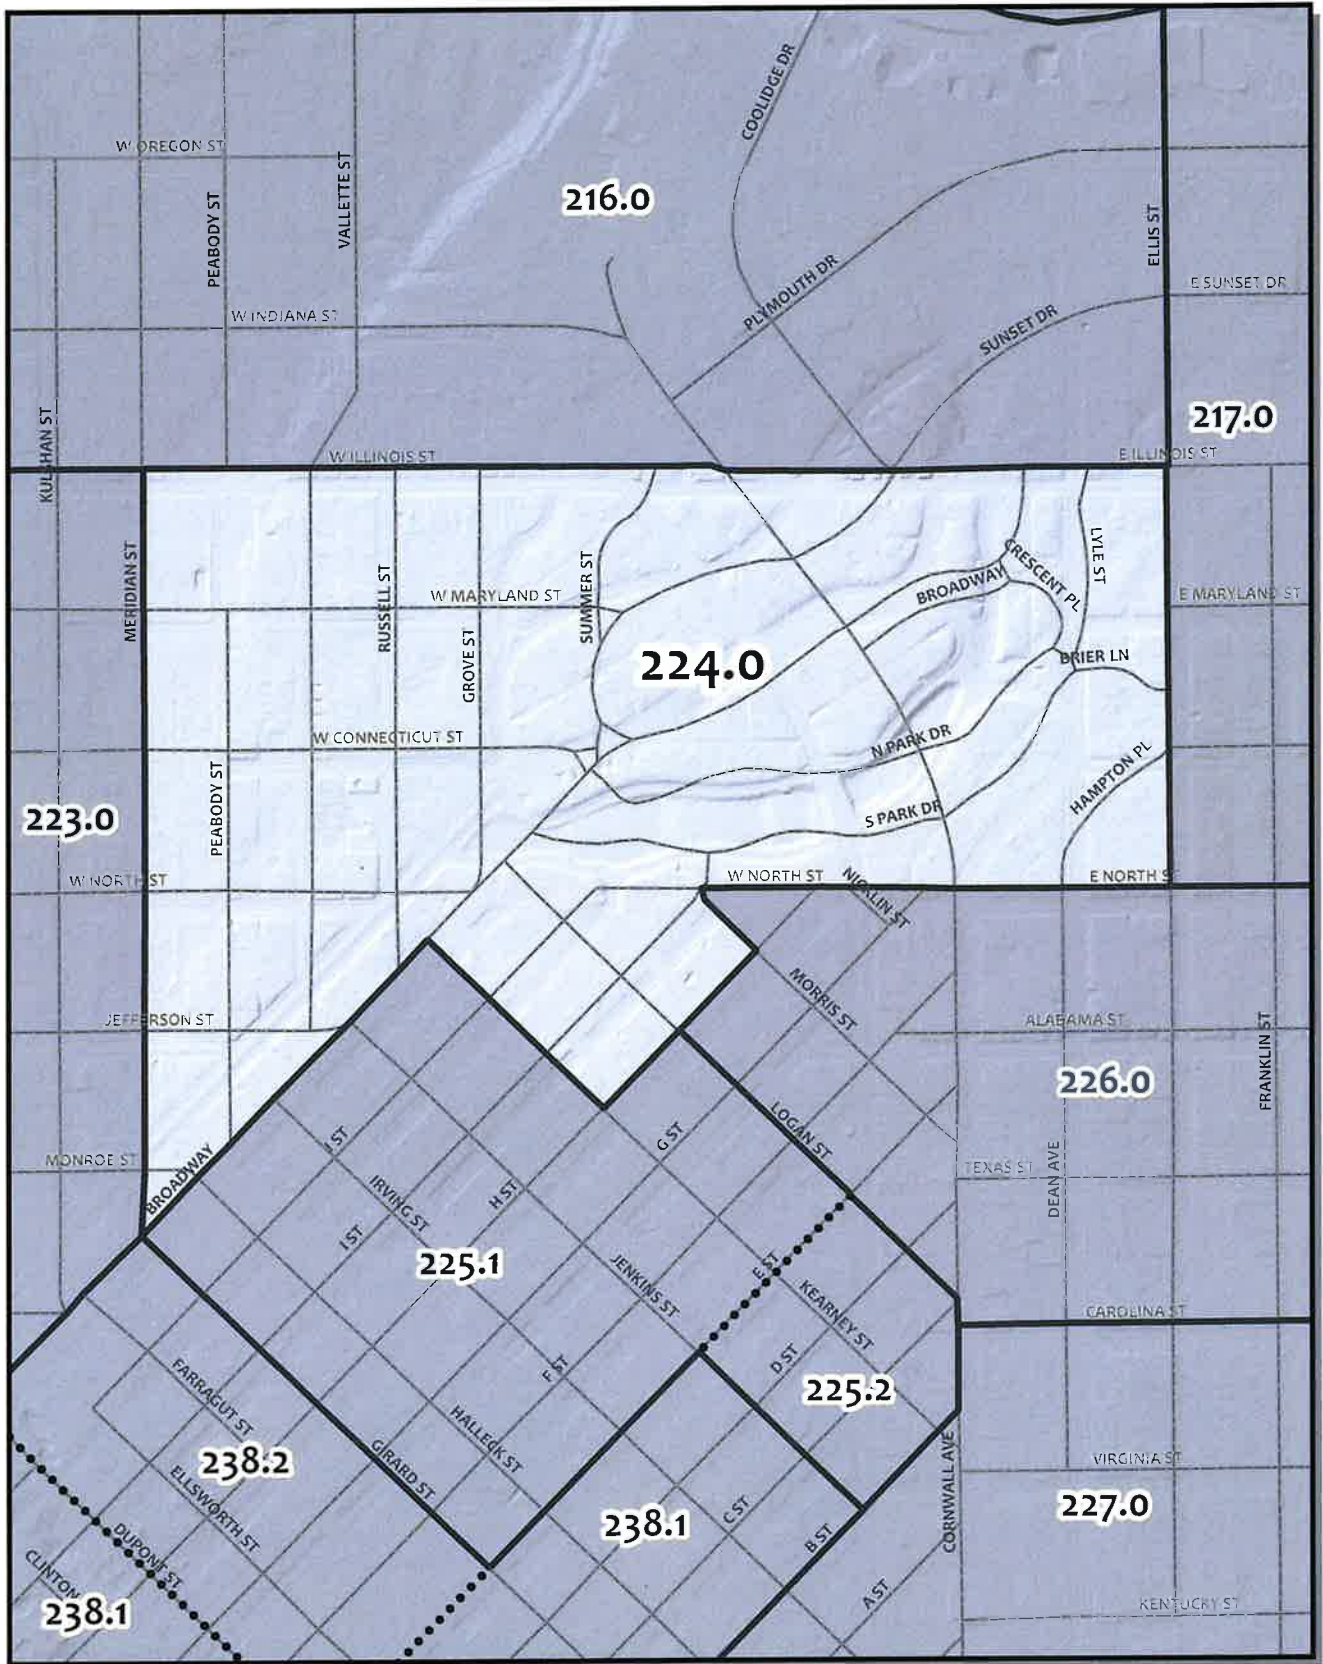 COOLIDGE DR
W OREGON ST
VALLETTE ST
PEABODY ST
216.0
ELLIS ST
PLYMOUTH DR
E SUNSET DR
W INDIANA ST
SUNSET DR
217.0
KULSHAN ST
W ILLINOIS ST
E ILLINOIS ST
MERIDIAN ST
RUSSELL ST
SUMMER ST
LYLE ST
CRESCENT PL
BROADWAY
W MARYLAND ST
E MARYLAND ST
GROVE ST
224.0
BRIER LN
W CONNECTICUT ST
N PARK DR
HAMPTON PL
PEABODY ST
223.0
S PARK DR
W NORTH ST
W NORTH ST
NICKLIN ST
E NORTH ST
MORRIS ST
JEFFERSON ST
ALABAMA ST
FRANKLIN ST
226.0
LOGAN ST
J ST
G ST
MONROE ST
BROADWAY
TEXAS ST
DEAN AVE
IRVING ST
H ST
I ST
225.1
JENKINS ST
E ST
KEARNEY ST
CAROLINA ST
D ST
F ST
225.2
FARRAGUT ST
HALLECK ST
GIRARD ST
238.2
CORNWALL AVE
VIRGINIA ST
ELLSWORTH ST
238.1
C ST
227.0
B ST
DUPONT ST
CLINTON
A ST
KENTUCKY ST
238.1